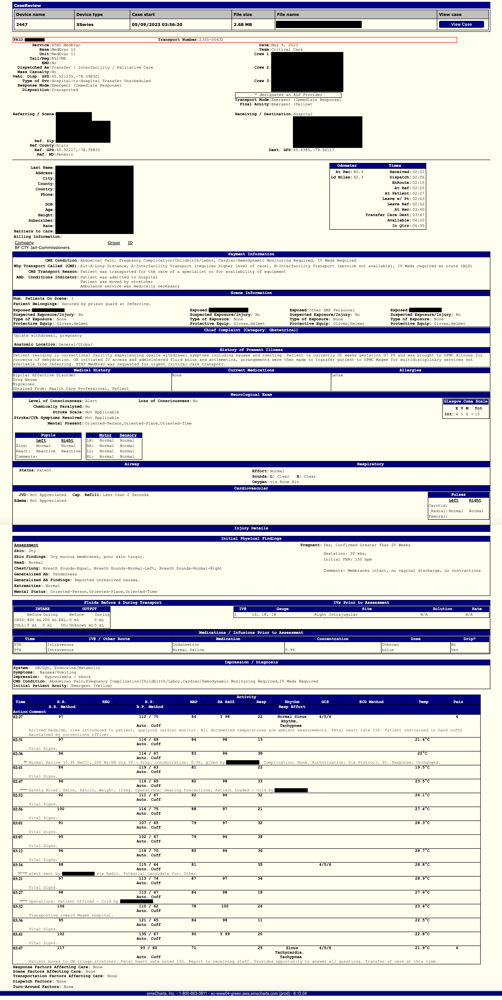 CaseReview
Device name Device type Case start File size File name View case
2447 XSeries 05/09/2023 03:56:20 2.68 MB View Case
PRID: Transport Number:2305-00632
Service:STAT MedEvac Date:May 9, 2023
Base:MedEvac 11 Team:Critical Care
Unit:MedEvac 11 Crew 1:
Tail/Reg:N527ME
EMD:No
Dispatched As:Transfer / Interfacility / Palliative Care Crew 2:
Mass Casualty:No
Vehc. Disp. GPS:40.521235,-78.398321
Type of Svc:Hospital-to-Hospital Transfer Unscheduled Crew 3:
Response Mode:Emergent (Immediate Response)
Disposition:Transported
* designates an ALS Provider
Transport Mode:Emergent (Immediate Response)
Final Acuity:Emergent (Yellow)
Referring / Scene: Receiving / Destination:Hospital
Ref. Zip:
Ref County:Blair
Ref. GPS:40.52217,-78.39833 Dest. GPS:40.4385,-79.96117
Ref. MD:Penezic
Last Name:
Address:
City:
County:
Country:
Phone:
DOB:
Age:
Height:
Subscriber:
Race:
Barriers to Care:
Odometer Times
At Rec: 82.9 Received: 02:01
Ld Miles: 82.3 Dispatch: 02:06
EnRoute: 02:15
At Ref: 02:20
At Patient: 02:27
Leave w/ Pt: 02:43
Leave Ref: 02:52
At Rec: 03:40
Transfer Care Dest: 03:47
Available: 04:20
In Qtrs: 06:30
Billing Information:
Company Group ID
BF CTY Jail-Commissioners
Payment Information
CMS Condition: Abdominal Pain, Pregnancy Complication/Childbirth/Labor, Cardiac/Hemodynamic Monitoring Required, IV Meds Required
Why Transport Called (CMS): Air-A-Long Distance, A-Interfacility Transport (requires higher level of care), B-Interfacility Transport (service not available), IV Meds required en route (ALS)
CMS Transport Reason: Patient was transported for the care of a specialist or for availability of equipment
Amb. Conditions Indicator: Patient was admitted to hospital
Patient was moved by stretcher
Ambulance service was medically necessary
Scene Information
Num. Patients On Scene: 1
Patient Belongings: Secured by prison guard at referring.
Exposed: Exposed: Exposed:Other EMS Personnel Exposed:
Suspected Exposure/Injury: No Suspected Exposure/Injury: No Suspected Exposure/Injury: No Suspected Exposure/Injury: No
Type of Exposure: None Type of Exposure: None Type of Exposure: None Type of Exposure: None
Protective Equip: Gloves,Helmet Protective Equip: Gloves,Helmet Protective Equip: Gloves,Helmet Protective Equip: Gloves,Helmet
Chief Complaint (Category: Obstetrical)
Opiate withdrawal, pregnancy
Anatomic Location: General/Global
History of Present Illness
Patient residing in correctional facility experiencing opaite withdrawal symptoms including nausea and vomiting. Patient is currently 30 weeks gestation G7 P6 and was brought to UPMC Altoona for
concerns of dehydration. OB initiated IV access and administered fluid bolus and antiemetics, arrangements were then made to transfer patient to UPMC Magee for multidisciplinary services not
available from referring. STAT MedEvac was requested for urgent critical care transport.
Medical History Current Medications Allergies
Bipolar Affective Disorder None Latex
Drug Abuse
Migraines
Obtained From: Health Care Professional, Patient
Neurological Exam
Level of Consciousness: Alert Loss of Consciousness: No
Chemically Paralyzed: No
Stroke Scale: Not Applicable
Stroke/CVA Symptoms Resolved: Not Applicable
Mental Present: Oriented-Person,Oriented-Place,Oriented-Time
Glasgow Coma Scale
E V M Tot
Int: 4 5 6 = 15
Pupils Motor Sensory
Left Right LA: Normal Normal
Size: Normal Normal RA: Normal Normal
React: Reactive Reactive LL: Normal Normal
Comments: RL: Normal Normal
Airway Respiratory
Status: Patent Effort: Normal
Sounds: L: Clear R: Clear
Oxygen: via Room Air
Cardiovascular
JVD: Not Appreciated Cap. Refill: Less than 2 Seconds
Edema: Not Appreciated
Pulses
Left Right
Carotid:
Radial: Normal Normal
Femoral:
Injury Details
Initial Physical Findings
Assessment Pregnant: Yes, Confirmed Greater Than 20 Weeks
Skin: Dry Gestation: 30 wks,
Skin Findings: Dry mucous membranes, poor skin turgor. Initial FHR: 150 bpm
Head: Normal
Chest/Lung: Breath Sounds-Equal, Breath Sounds-Normal-Left, Breath Sounds-Normal-Right Comments: Membranes intact, no vaginal discharge, no contractions
Generalized Ab: Tenderness
Generalized Ab Findings: Reported unresolved nausea.
Extremities: Normal
Mental Status: Oriented-Person,Oriented-Place,Oriented-Time
Fluids Before & During Transport IVs Prior to Assessment
INTAKE OUTPUT IV# Gauge Site Solution Rate
Before During Before During 1 16, 18, 18 Right Intrajugular N/A N/A
CRYS: 800 mL 200 mL EBL: 0 mL 0 mL
COLL: 0 mL 0 mL UO: Unknown mL 0 mL
Medications / Infusions Prior to Assessment
Time IV# / Other Route Medication Concentration Dose Drip?
PTA Intravenous Ondansetron Unknown No
PTA Intravenous Normal Saline 0.9% bolus Yes
Impression / Diagnosis
System: OB/Gyn, Endocrine/Metabolic
Symptoms: Nausea/Vomiting
Impression: Hypovolemia / shock
CMS Condition: Abdominal Pain,Pregnancy Complication/Childbirth/Labor,Cardiac/Hemodynamic Monitoring Required,IV Meds Required
Initial Patient Acuity: Emergent (Yellow)
Activity
Time H.R. REG B.P. MAP RA SaO2 Resp Rhythm GCS ECG Method Temp Pain
H.R. Method B.P. Method Resp Effort
Action Comment
02:27 97 112 / 70 84 Y 98 22 Normal Sinus 4/5/6 4
Rhythm,
Auto. Cuff Tachypnea
Arrived bedside, crew introduced to patient, applying cardiac monitor. All documented temperatures are ambient measurements. Fetal heart rate 150. Patient restrained in hand cuffs
maintained by corrections officer.
02:31 97 114 / 69 84 98 13 21.4°C
Auto. Cuff
Vital Signs.
02:36 96 114 / 67 83 96 38 22°C
Auto. Cuff
Med. Normal Saline (0.9% NaCl), 200 ML/HR via IV - Drip, concentration: 0.9%, given by . Complication: None. Authorization: Via Protocol. Pt. Response: Unchanged.
02:41 86 119 / 63 81 22 19.5°C
Auto. Cuff
Vital Signs.
02:47 96 116 / 65 82 98 33 23.5°C
Auto. Cuff
Operations Safety Brief: Smith, Patric, Weight: 110kg. Operations: Hearing Precautions, Patient Loaded - Cold by .
02:52 92 111 / 67 82 96 32 26.1°C
Auto. Cuff
Vital Signs.
02:56 100 116 / 75 88 97 21 27.4°C
Auto. Cuff
Vital Signs.
03:01 91 107 / 65 79 97 32 28.3°C
Auto. Cuff
Vital Signs.
03:07 95 102 / 67 79 96 38
Auto. Cuff
Vital Signs.
03:12 96 116 / 70 85 96 36 28.7°C
Auto. Cuff
Vital Signs.
03:16 98 115 / 64 81 35 4/5/6 28.8°C
Auto. Cuff
Hosp. Notify alert sent by via Radio. Potential candidate for: Other
03:21 97 113 / 74 87 97 34 28.9°C
Auto. Cuff
Vital Signs.
03:27 98 113 / 67 84 98 18 27.6°C
Auto. Cuff
Operations Operations: Patient Offload - Cold by .
03:32 106 110 / 62 78 100 26 23.4°C
Auto. Cuff
Transporting toward Magee hospital.
03:36 95 121 / 65 84 98 11 22.5°C
Auto. Cuff
Vital Signs.
03:41 102 135 / 67 90 Y 99 20 22.8°C
Auto. Cuff
Vital Signs.
03:47 117 93 / 60 71 25 Sinus 4/5/6 21.9°C 4
Tachycardia,
Auto. Cuff Tachypnea
Patient moved to OB triage stretcher. Fetal heart rate noted 155. Report to receiving staff. Provided opportunity to answer all questions. Transfer of care at this time.
Response Factors Affecting Care: None
Scene Factors Affecting Care: None
Transportation Factors Affecting Care: None
Dispatch Factors: None
Turn-Around Factors: None
emsCharts, Inc. - 1-800-663-3911 - ec-www04-green.aws.emscharts.com (prod) - 6.12.04